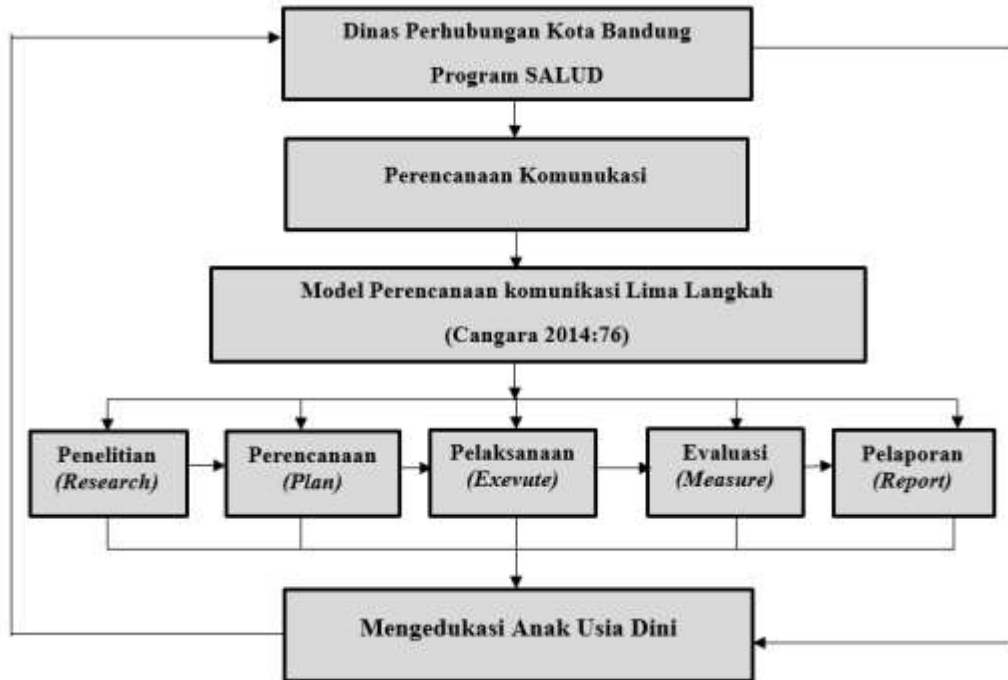 Dinas Perhubungan Kota Bandung
Program SALUD
Perencanaan Komunukasi
Model Perencanaan komunikasi Lima Langkah
(Cangara 2014:76)
Penelitian
(Research)
Perencanaan
(Plan)
Pelaksanaan
(Exevute)
Evaluasi
(Measure)
Pelaporan
(Report)
Mengedukasi Anak Usia Dini